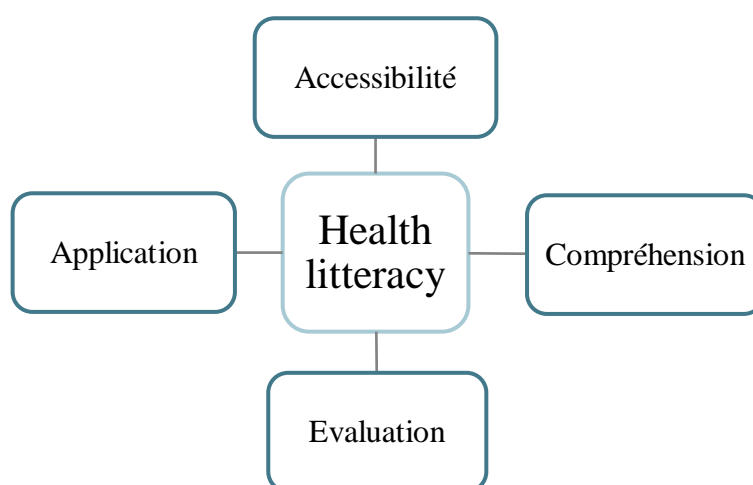 Accessibilité
Application
Health
litteracy
Compréhension
Evaluation